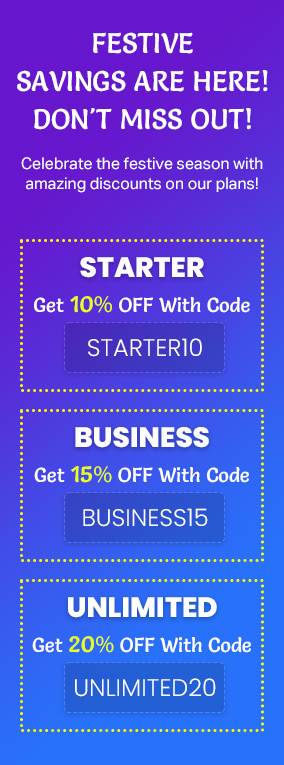 FESTIVE
SAVINGS ARE HERE!
DON'T MISS OUT!
Celebrate the festive season with
amazing discounts on our plans!
STARTER
Get 10% OFF With Code
STARTER10
BUSINESS
Get 15% OFF With Code
BUSINESS15
UNLIMITED
Get 20% OFF With Code
UNLIMITED20